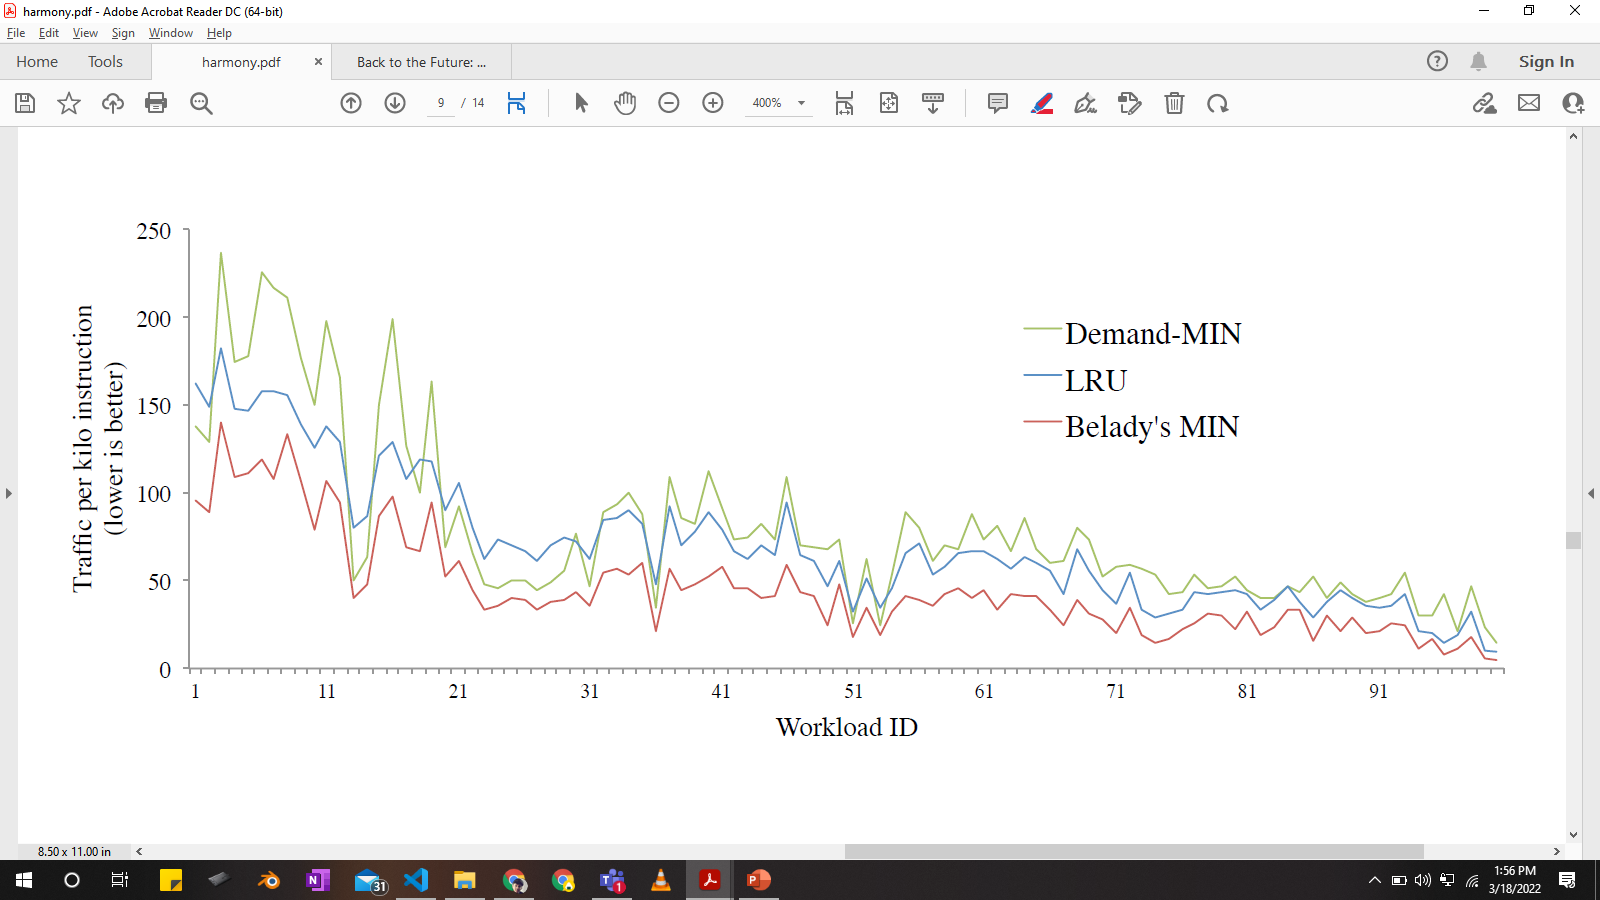 harmony.pdf - Adobe Acrobat Reader DC (64-bit)
File Edit View Sign Window Help
Home Tools harmony.pdf × Back to the Future: ... Sign In
9 / 14 400%
250
200
150
100
50
0
Traffic per kilo instruction
(lower is better)
Demand-MIN
LRU
Belady's MIN
1 11 21 31 41 51 61 71 81 91
Workload ID
8.50 x 11.00 in
31
1
1:56 PM
3/18/2022